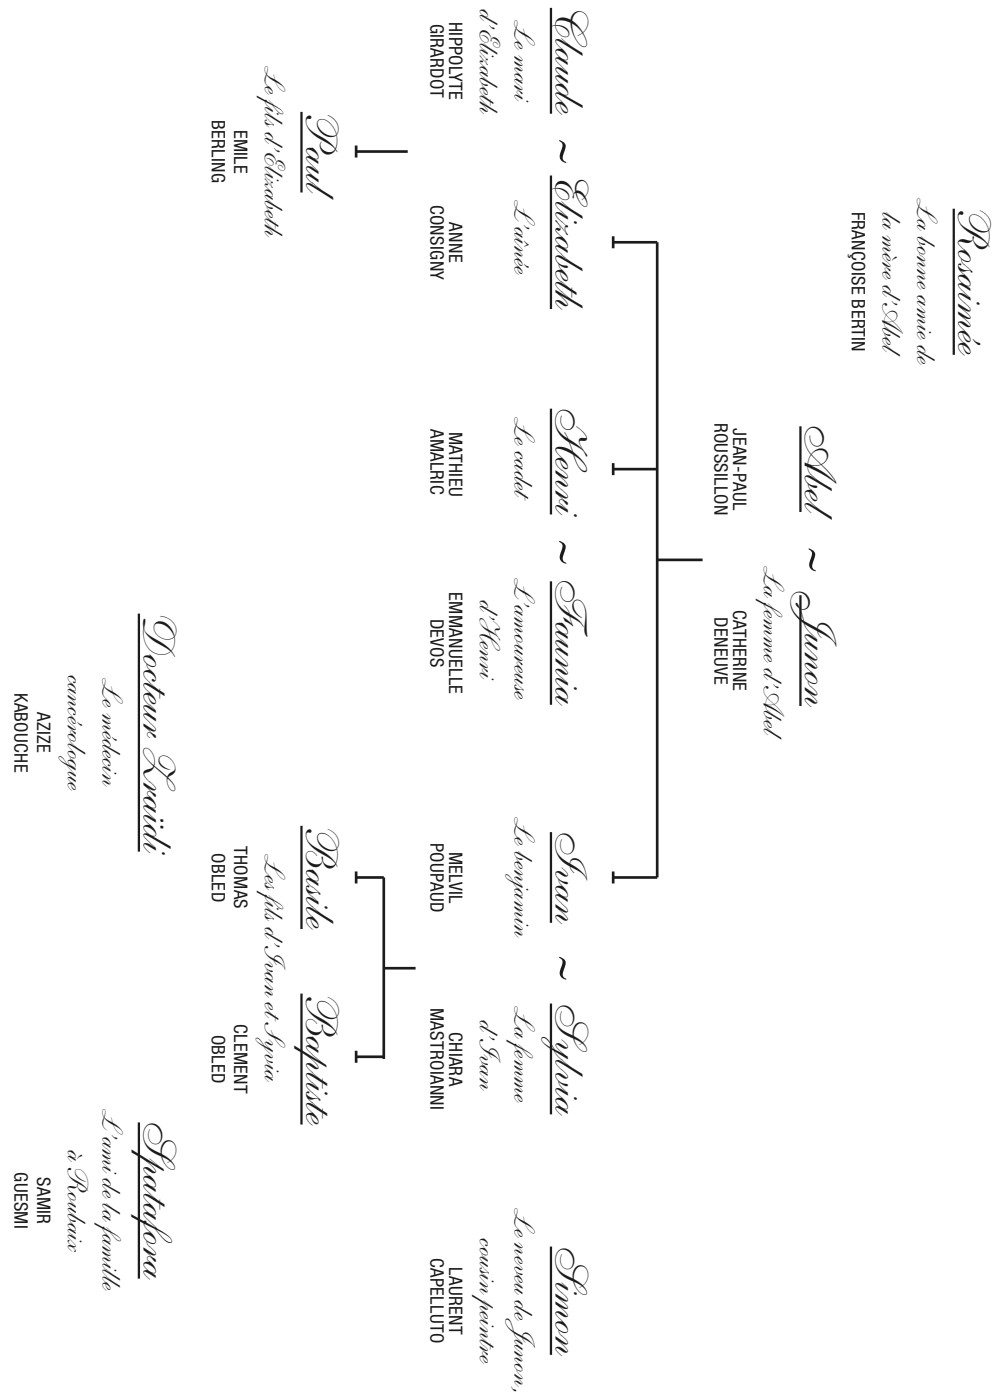 Rosaimée
La bonne amie de
la mère d'Abel
FRANÇOISE BERTIN
Abel ~ Junon
La femme d'Abel
JEAN-PAUL
ROUSSILLON
CATHERINE
DENEUVE
Claude ~ Elizabeth
Le mari
d'Elizabeth
HIPPOLYTE
GIRARDOT
L'aînée
ANNE
CONSIGNY
Henri ~ Faunia
Le cadet
MATHIEU
AMALRIC
L'amoureuse
d'Henri
EMMANUELLE
DEVOS
Ivan ~ Sylvia
Le benjamin
MELVIL
POUPAUD
La femme
d'Ivan
CHIARA
MASTROIANNI
Simon
Le neveu de Junon,
cousin peintre
LAURENT
CAPELLUTO
Paul
Le fils d'Elizabeth
EMILE
BERLING
Basile
Baptiste
Les fils d'Ivan et Syvia
THOMAS
OBLED
CLEMENT
OBLED
Docteur Zraïdi
Le médecin
cancérologue
AZIZE
KABOUCHE
Spatafora
L'ami de la famille
à Roubaix
SAMIR
GUESMI